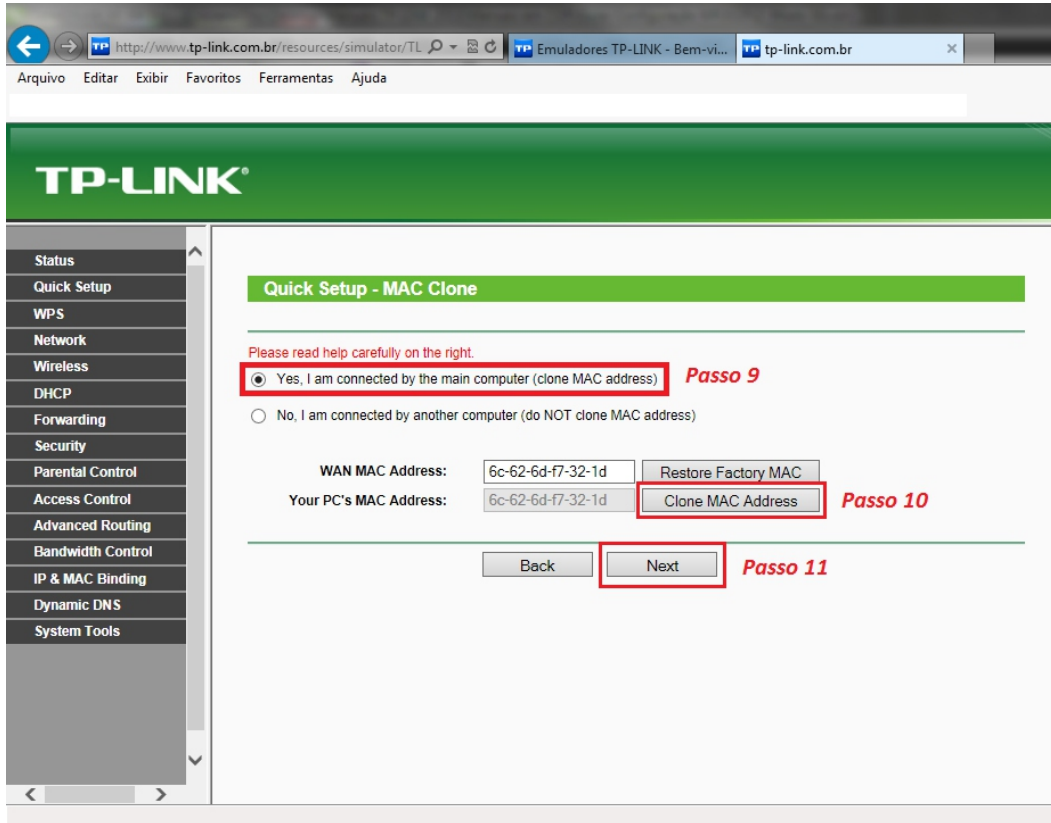 TP http://www.tp-link.com.br/resources/simulator/TL TP Emuladores TP-LINK - Bem-vi... TP tp-link.com.br
Arquivo Editar Exibir Favoritos Ferramentas Ajuda
TP-LINK®
Status
Quick Setup
WPS
Network
Wireless
DHCP
Forwarding
Security
Parental Control
Access Control
Advanced Routing
Bandwidth Control
IP & MAC Binding
Dynamic DNS
System Tools
Quick Setup - MAC Clone
Please read help carefully on the right.
Yes, I am connected by the main computer (clone MAC address) Passo 9
No, I am connected by another computer (do NOT clone MAC address)
WAN MAC Address: 6c-62-6d-f7-32-1d Restore Factory MAC
Your PC's MAC Address: 6c-62-6d-f7-32-1d Clone MAC Address Passo 10
Back Next Passo 11